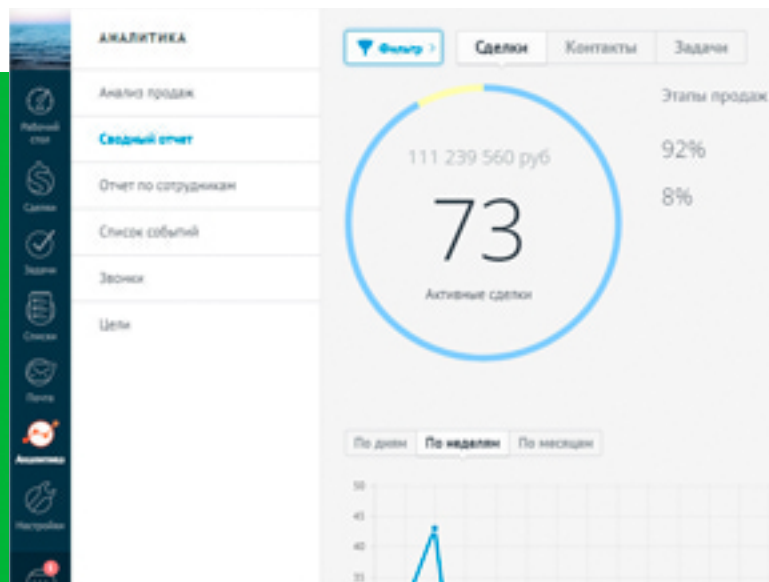 Рабочий стол
Сделки
Задачи
Списки
Почта
Аналитика
Настройки
АНАЛИТИКА
Анализ продаж
Сводный отчет
Отчет по сотрудникам
Список событий
Звонки
Цели
Фильтр
Сделки
Контакты
Задачи
111 239 560 руб
73
Активные сделки
Этапы продаж
92%
8%
По дням
По неделям
По месяцам
50
45
40
35